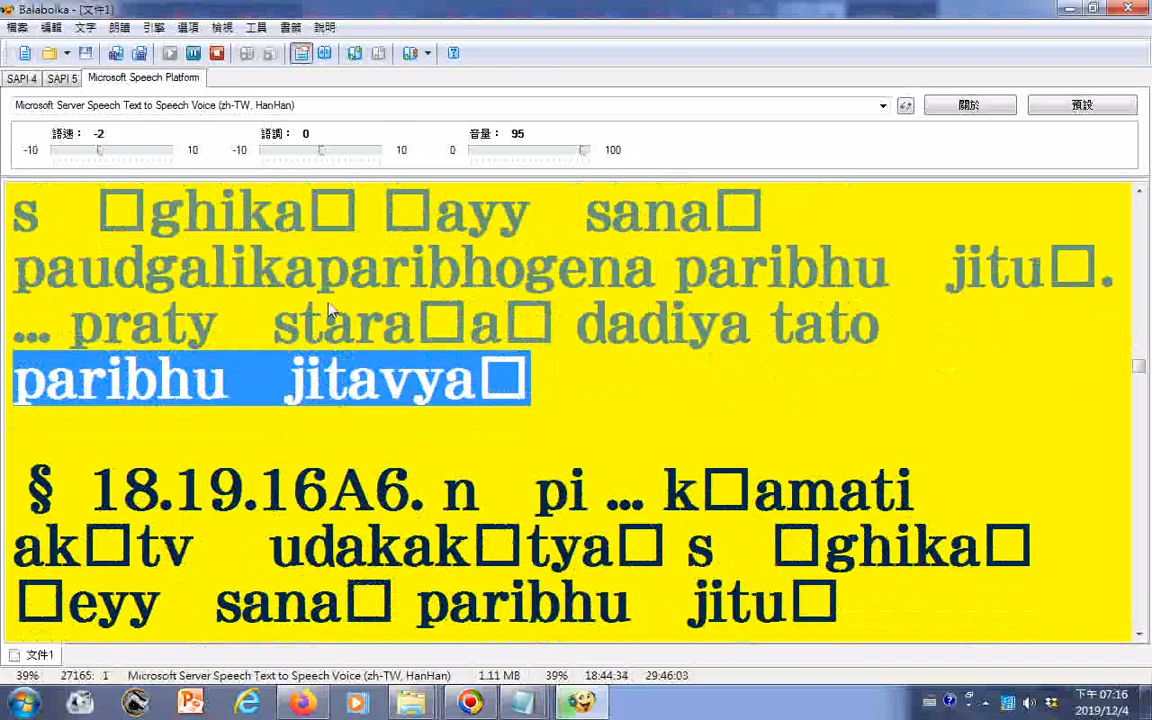 Balabolka - [文件1]
檔案 編輯 文字 朗讀 引擎 選項 檢視 工具 書籤 說明
SAPI 4 SAPI 5 Microsoft Speech Platform
Microsoft Server Speech Text to Speech Voice (zh-TW, HanHan) 關於 預設
語速： -2 語調： 0 音量： 95
-10 10 -10 10 0 100
s □ghika□ □ayy sana□
paudgalikaparibhogena paribhu jitu□.
... praty stara□a□ dadiya tato
paribhu jitavya□
§ 18.19.16A6. n pi ... k□amati
ak□tv udakak□tya□ s □ghika□
□eyy sana□ paribhu jitu□
文件1
39% 27165: 1 Microsoft Server Speech Text to Speech Voice (zh-TW, HanHan) 1.11 MB 39% 18:44:34 29:46:03
下午 07:16
2019/12/4